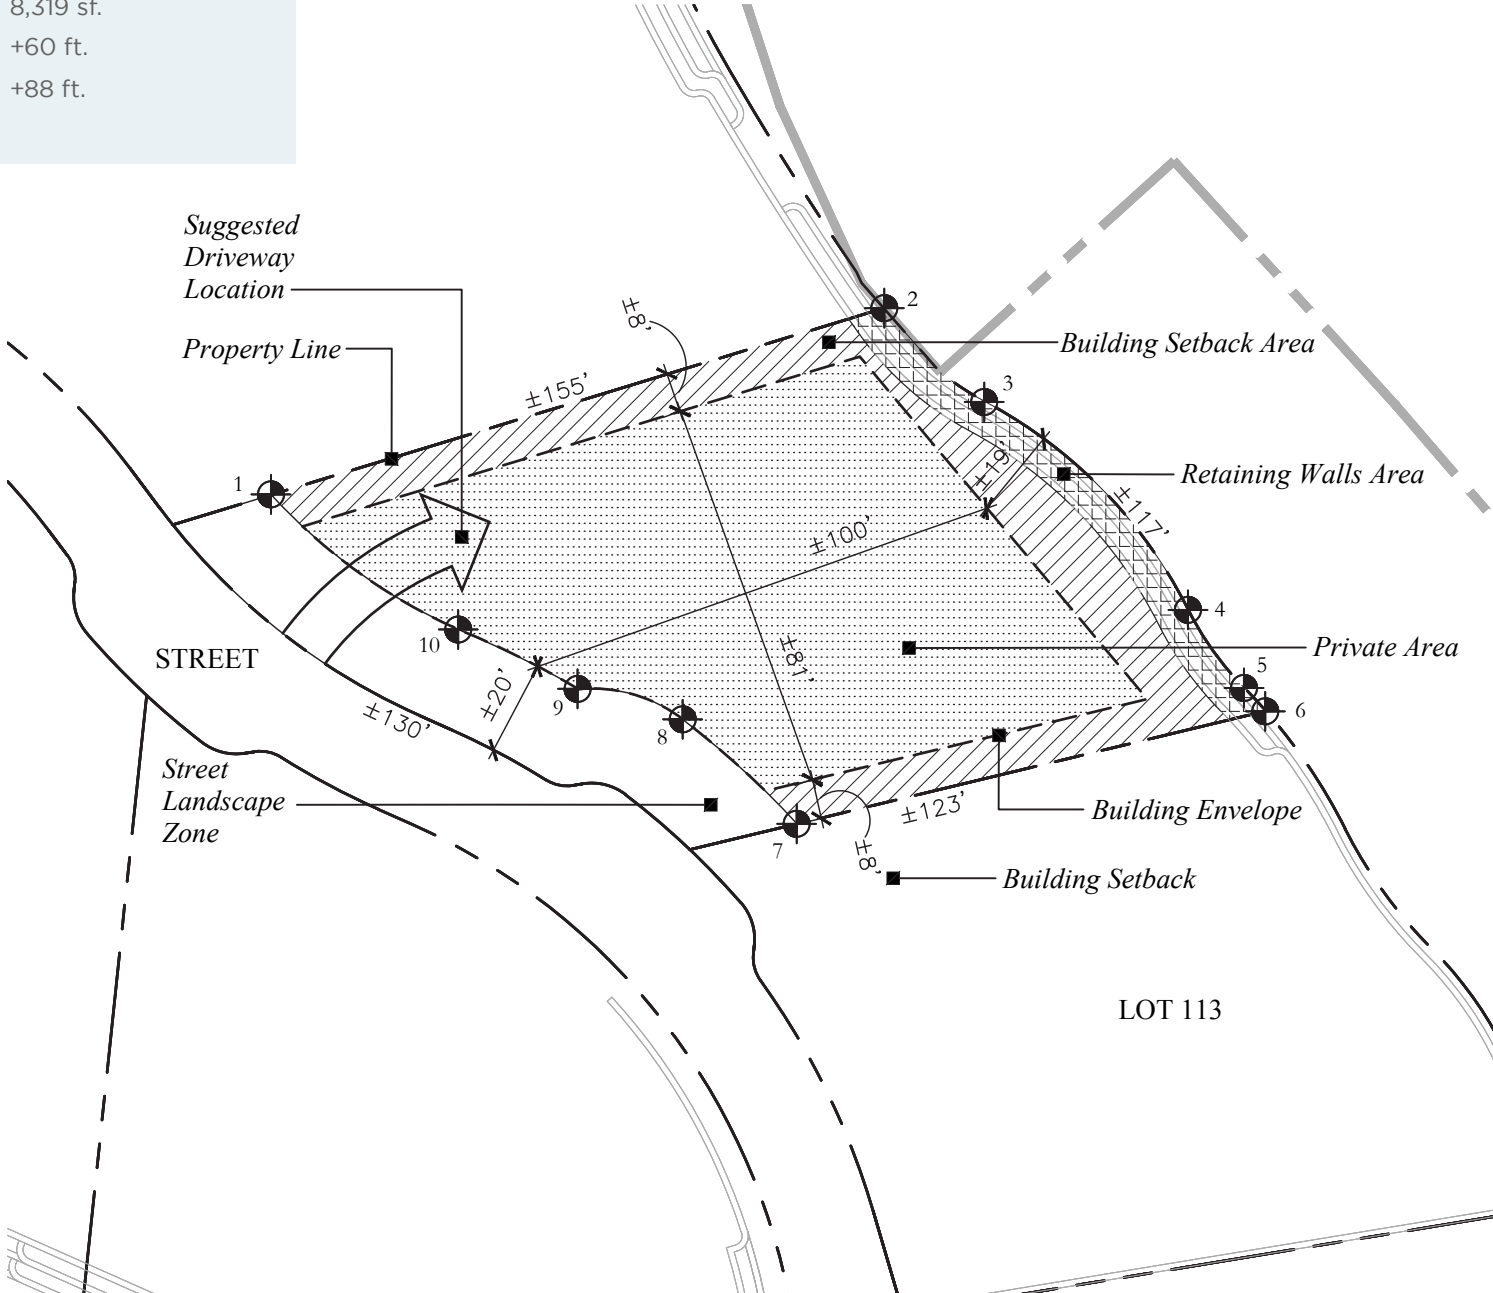 8,319 sf.
+60 ft.
+88 ft.
Suggested
Driveway
Location
Property Line
±8'
±155'
1
2
3
Building Setback Area
±19'
Retaining Walls Area
±117'
±100'
4
10
STREET
±20'
±130'
9
8
±81'
Private Area
5
6
Street
Landscape
Zone
7
±123'
±8'
Building Envelope
Building Setback
LOT 113